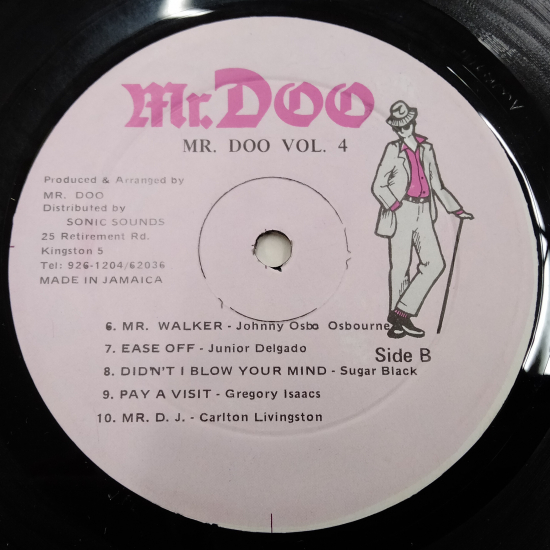 Mr. Doo
MR. DOO VOL. 4
Produced & Arranged by
MR. DOO
Distributed by
SONIC SOUNDS
25 Retirement Rd.
Kingston 5
Tel: 926-1204/62036
MADE IN JAMAICA
6. MR. WALKER - Johnny Osbo Osbourne
7. EASE OFF - Junior Delgado
8. DID'N'T I BLOW YOUR MIND - Sugar Black
9. PAY A VISIT - Gregory Isaacs
10. MR. D. J. - Carlton Livingston
Side B